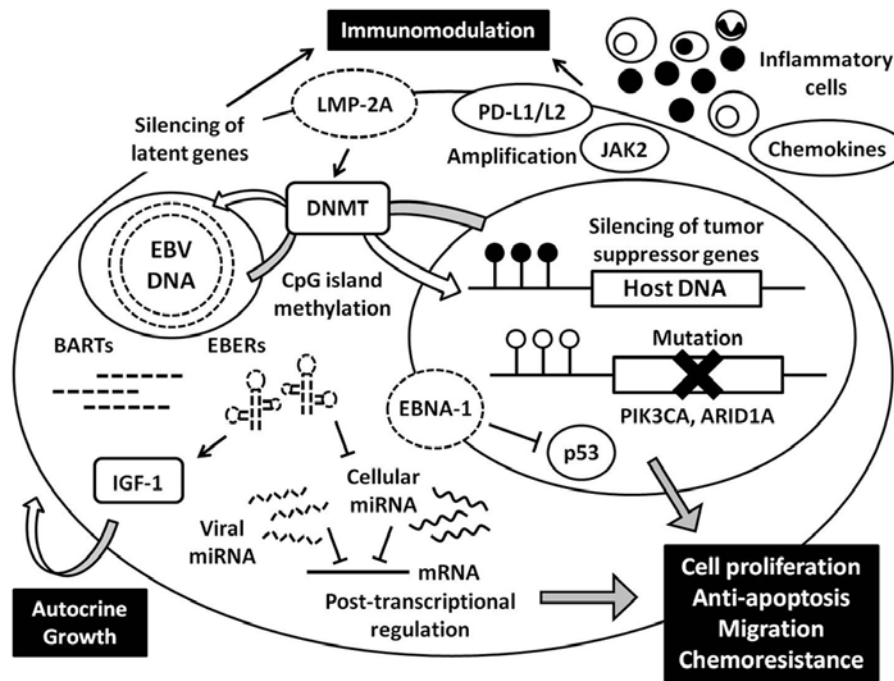 Immunomodulation
Inflammatory
cells
LMP-2A
PD-L1/L2
Silencing of
latent genes
Amplification
JAK2
Chemokines
DNMT
EBV
DNA
CpG island
methylation
Silencing of tumor
suppressor genes
Host DNA
BARTs
EBERs
Mutation
PIK3CA, ARID1A
EBNA-1
p53
IGF-1
Cellular
miRNA
Viral
miRNA
mRNA
Post-transcriptional
regulation
Autocrine
Growth
Cell proliferation
Anti-apoptosis
Migration
Chemoresistance